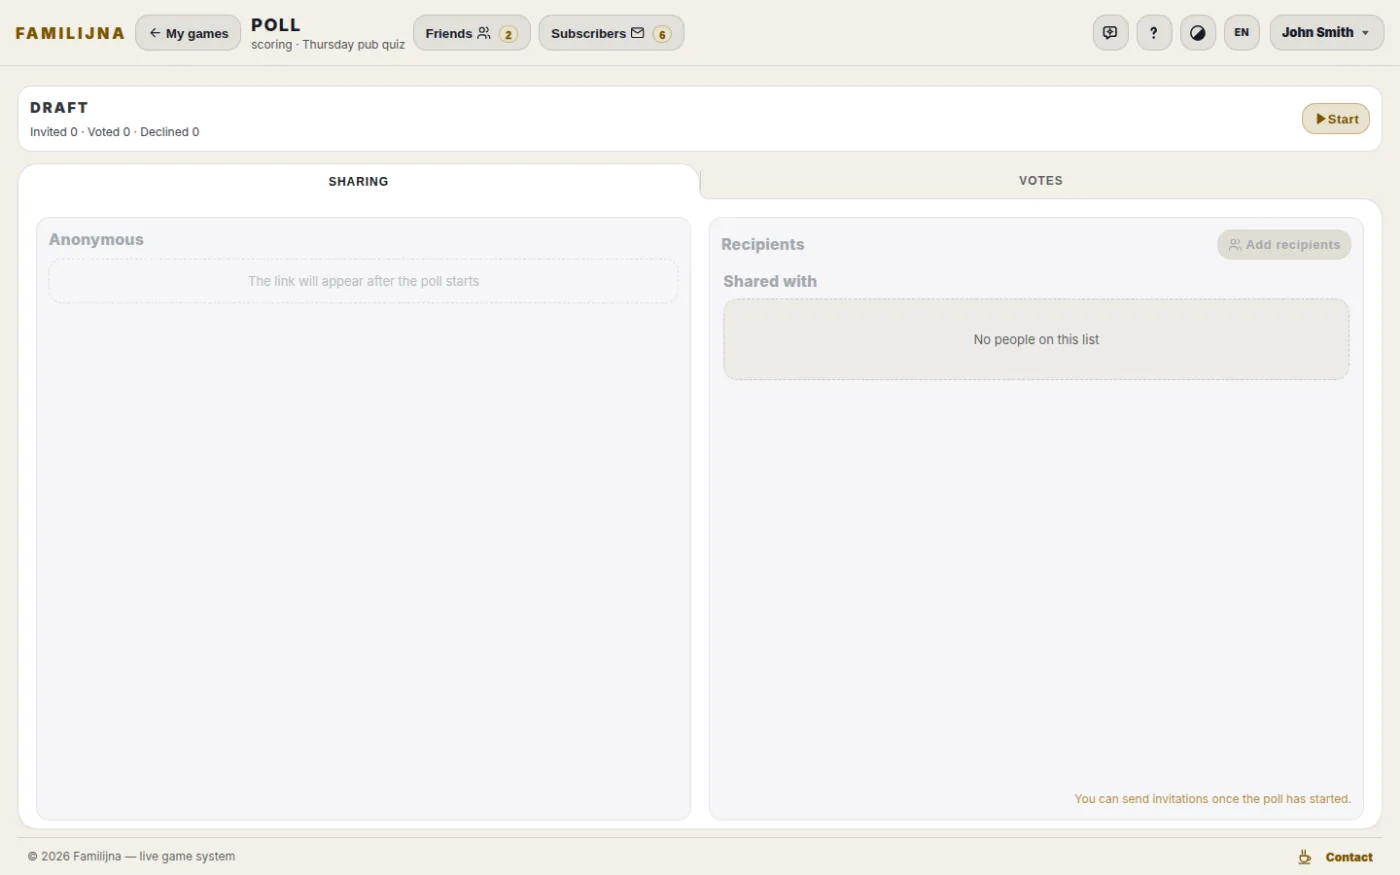 FAMILIJNA
My games
POLL
scoring · Thursday pub quiz
Friends 2
Subscribers 6
?
EN
John Smith
DRAFT
Invited 0 · Voted 0 · Declined 0
Start
SHARING
VOTES
Anonymous
The link will appear after the poll starts
Recipients
Add recipients
Shared with
No people on this list
You can send invitations once the poll has started.
© 2026 Familijna — live game system
Contact